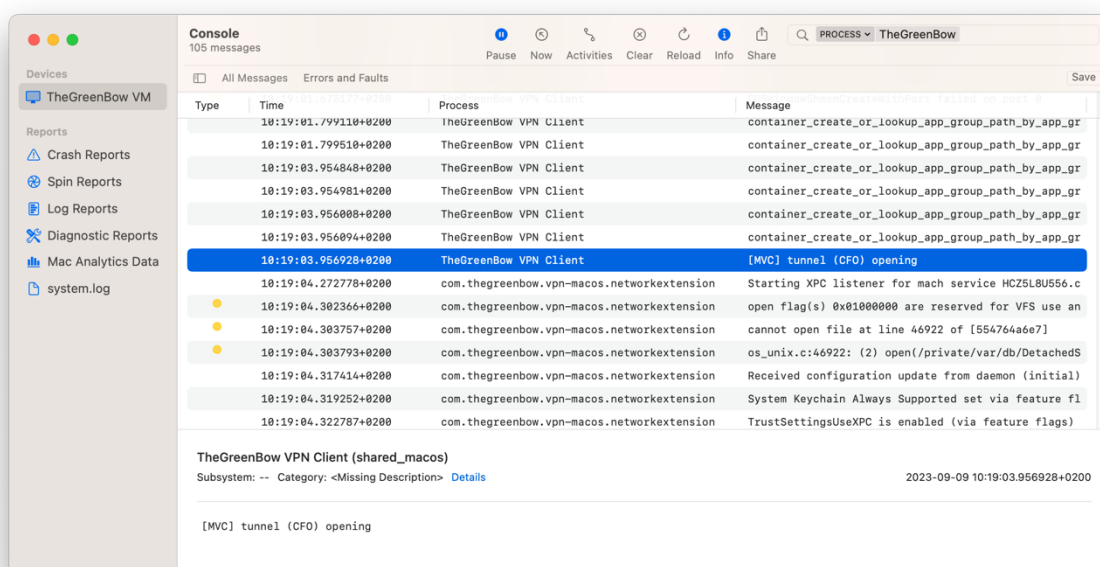 Console
105 messages
Pause Now Activities Clear Reload Info Share
PROCESS TheGreenBow
Devices
TheGreenBow VM
Reports
Crash Reports
Spin Reports
Log Reports
Diagnostic Reports
Mac Analytics Data
system.log
All Messages Errors and Faults Save
Type Time Process Message
10:19:01.799110+0200 TheGreenBow VPN Client container_create_or_lookup_app_group_path_by_app_gr
10:19:01.799510+0200 TheGreenBow VPN Client container_create_or_lookup_app_group_path_by_app_gr
10:19:03.954848+0200 TheGreenBow VPN Client container_create_or_lookup_app_group_path_by_app_gr
10:19:03.954981+0200 TheGreenBow VPN Client container_create_or_lookup_app_group_path_by_app_gr
10:19:03.956008+0200 TheGreenBow VPN Client container_create_or_lookup_app_group_path_by_app_gr
10:19:03.956094+0200 TheGreenBow VPN Client container_create_or_lookup_app_group_path_by_app_gr
10:19:03.956928+0200 TheGreenBow VPN Client [MVC] tunnel (CFO) opening
10:19:04.272778+0200 com.thegreenbow.vpn-macos.networkextension Starting XPC listener for mach service HCZ5L8U556.c
10:19:04.302366+0200 com.thegreenbow.vpn-macos.networkextension open flag(s) 0x01000000 are reserved for VFS use an
10:19:04.303757+0200 com.thegreenbow.vpn-macos.networkextension cannot open file at line 46922 of [554764a6e7]
10:19:04.303793+0200 com.thegreenbow.vpn-macos.networkextension os_unix.c:46922: (2) open(/private/var/db/DetachedS
10:19:04.317414+0200 com.thegreenbow.vpn-macos.networkextension Received configuration update from daemon (initial)
10:19:04.319252+0200 com.thegreenbow.vpn-macos.networkextension System Keychain Always Supported set via feature fl
10:19:04.322787+0200 com.thegreenbow.vpn-macos.networkextension TrustSettingsUseXPC is enabled (via feature flags)
TheGreenBow VPN Client (shared_macos)
Subsystem: -- Category: <Missing Description> Details 2023-09-09 10:19:03.956928+0200
[MVC] tunnel (CFO) opening